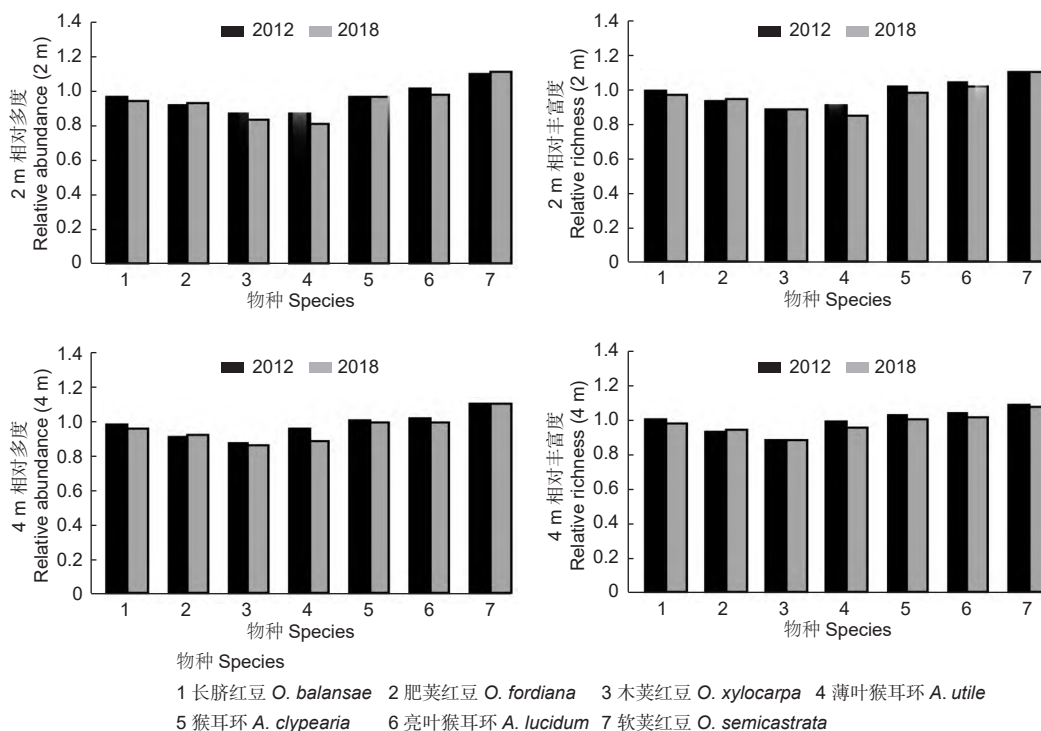 2012 2018
2 m 相对多度
Relative abundance (2 m)
1.4
1.2
1.0
0.8
0.6
0.4
0.2
0
1 2 3 4 5 6 7
物种 Species
2012 2018
2 m 相对丰富度
Relative richness (2 m)
1.4
1.2
1.0
0.8
0.6
0.4
0.2
0
1 2 3 4 5 6 7
物种 Species
2012 2018
4 m 相对多度
Relative abundance (4 m)
1.4
1.2
1.0
0.8
0.6
0.4
0.2
0
1 2 3 4 5 6 7
物种 Species
2012 2018
4 m 相对丰富度
Relative richness (4 m)
1.4
1.2
1.0
0.8
0.6
0.4
0.2
0
1 2 3 4 5 6 7
物种 Species
物种 Species
1 长脐红豆 O. balansae 2 肥荚红豆 O. fordiana 3 木荚红豆 O. xylocarpa 4 薄叶猴耳环 A. utile
5 猴耳环 A. clypearia 6 亮叶猴耳环 A. lucidum 7 软荚红豆 O. semicastrata